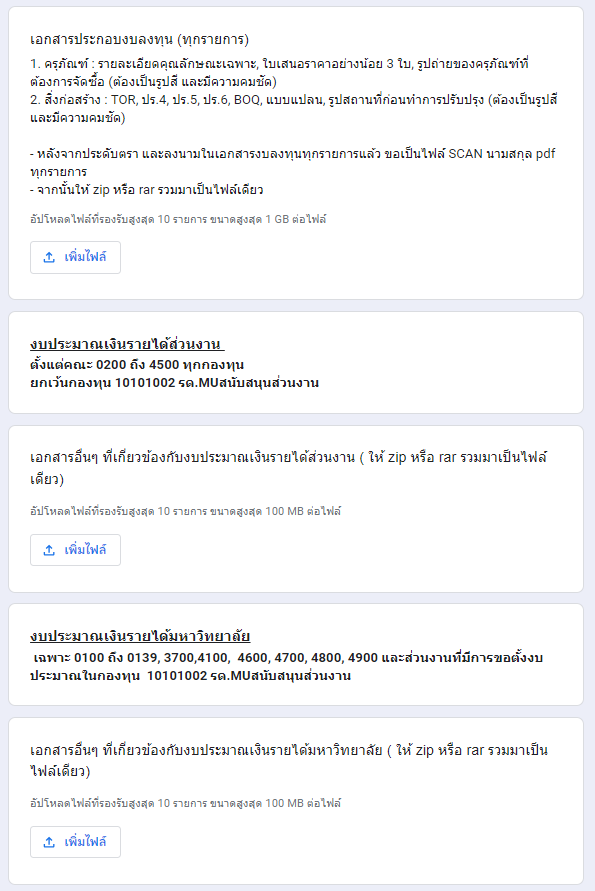 เอกสารประกอบงบลงทุน (ทุกรายการ)
1. ครุภัณฑ์ : รายละเอียดคุณลักษณะเฉพาะ, ใบเสนอราคาอย่างน้อย 3 ใบ, รูปถ่ายของครุภัณฑ์ที่
ต้องการจัดซื้อ (ต้องเป็นรูปสี และมีความคมชัด)
2. สิ่งก่อสร้าง : TOR, ปร.4, ปร.5, ปร.6, BOQ, แบบแปลน, รูปสถานที่ก่อนทำการปรับปรุง (ต้องเป็นรูปสี
และมีความคมชัด)
- หลังจากประดับตรา และลงนามในเอกสารงบลงทุนทุกรายการแล้ว ขอเป็นไฟล์ SCAN นามสกุล pdf
ทุกรายการ
- จากนั้นให้ zip หรือ rar รวมมาเป็นไฟล์เดียว
อัปโหลดไฟล์ที่รองรับสูงสุด 10 รายการ ขนาดสูงสุด 1 GB ต่อไฟล์
เพิ่มไฟล์
งบประมาณเงินรายได้ส่วนงาน
ตั้งแต่คณะ 0200 ถึง 4500 ทุกกองทุน
ยกเว้นกองทุน 10101002 รด.MUสนับสนุนส่วนงาน
เอกสารอื่นๆ ที่เกี่ยวข้องกับงบประมาณเงินรายได้ส่วนงาน ( ให้ zip หรือ rar รวมมาเป็นไฟล์
เดียว)
อัปโหลดไฟล์ที่รองรับสูงสุด 10 รายการ ขนาดสูงสุด 100 MB ต่อไฟล์
เพิ่มไฟล์
งบประมาณเงินรายได้มหาวิทยาลัย
เฉพาะ 0100 ถึง 0139, 3700,4100, 4600, 4700, 4800, 4900 และส่วนงานที่มีการขอตั้งงบ
ประมาณในกองทุน 10101002 รด.MUสนับสนุนส่วนงาน
เอกสารอื่นๆ ที่เกี่ยวข้องกับงบประมาณเงินรายได้มหาวิทยาลัย ( ให้ zip หรือ rar รวมมาเป็น
ไฟล์เดียว)
อัปโหลดไฟล์ที่รองรับสูงสุด 10 รายการ ขนาดสูงสุด 100 MB ต่อไฟล์
เพิ่มไฟล์